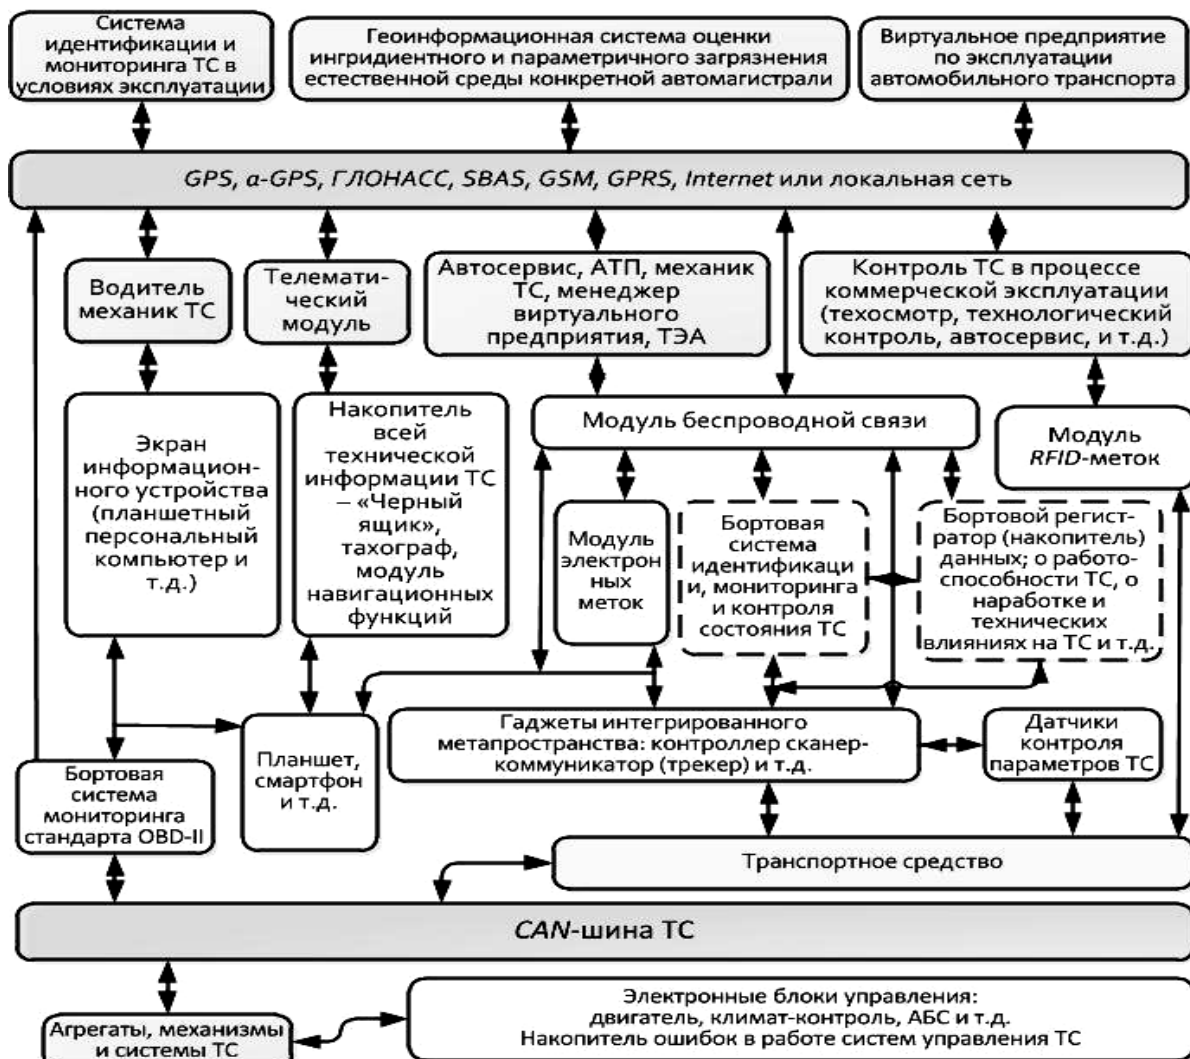 Система
идентификации и
мониторинга ТС в
условиях эксплуатации
Геоинформационная система оценки
ингридиентного и параметричного загрязнения
естественной среды конкретной автомагистрали
Виртуальное предприятие
по эксплуатации
автомобильного транспорта
GPS, α-GPS, ГЛОНАСС, SBAS, GSM, GPRS, Internet или локальная сеть
Водитель
механик ТС
Телемати-
ческий
модуль
Автосервис, АТП, механик
ТС, менеджер
виртуального
предприятия, ТЭА
Контроль ТС в процессе
коммерческой эксплуатации
(техосмотр, технологический
контроль, автосервис, и т.д.)
Экран
информацион-
ного устройства
(планшетный
персональный
компьютер и
т.д.)
Накопитель
всей
технической
информации ТС
– «Черный
ящик»,
тахограф,
модуль
навигационных
функций
Модуль беспроводной связи
Модуль
RFID-меток
Модуль
электрон
ных
меток
Бортовая
система
идентификаци
и, мониторинга
и контроля
состояния ТС
Бортовой регист-
ратор (накопитель)
данных; о работо-
способности ТС, о
наработке и
технических
влияниях на ТС и т.д.
Планшет,
смартфон
и т.д.
Гаджеты интегрированного
метапространства: контроллер сканер-
коммуникатор (трекер) и т.д.
Датчики
контроля
параметров ТС
Бортовая
система
мониторинга
стандарта OBD-II
Транспортное средство
CAN-шина ТС
Агрегаты, механизмы
и системы ТС
Электронные блоки управления:
двигатель, климат-контроль, АБС и т.д.
Накопитель ошибок в работе систем управления ТС